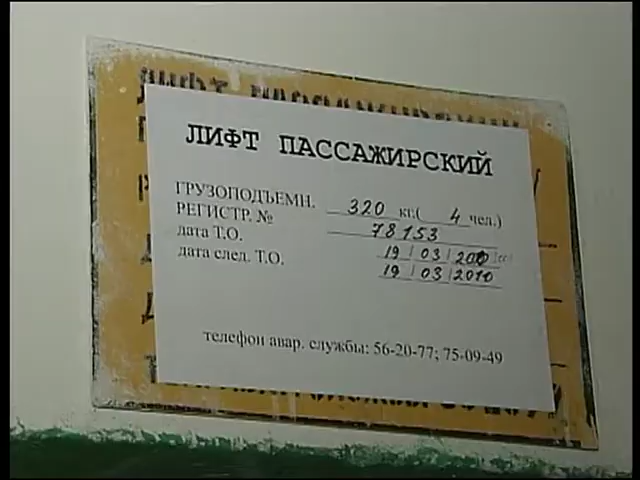 ЛИФТ ПАССАЖИРСКИЙ
ГРУЗОПОДЪЕМН. 320 кг.( 4 чел.)
РЕГИСТР. № 78153
дата Т.О. 19 / 03 /
дата след. Т.О. 19 / 03 / 2010
телефон авар. службы: 56-20-77; 75-09-49